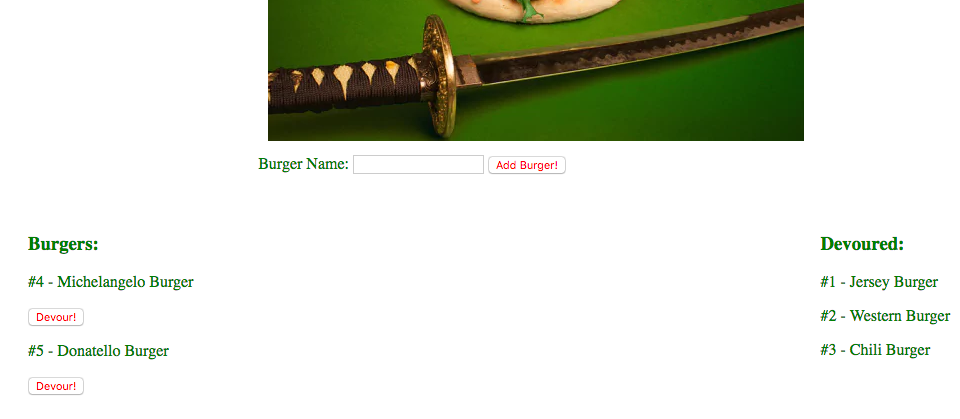 Burger Name: Add Burger!
Burgers:
#4 - Michelangelo Burger
Devour!
#5 - Donatello Burger
Devour!
Devoured:
#1 - Jersey Burger
#2 - Western Burger
#3 - Chili Burger